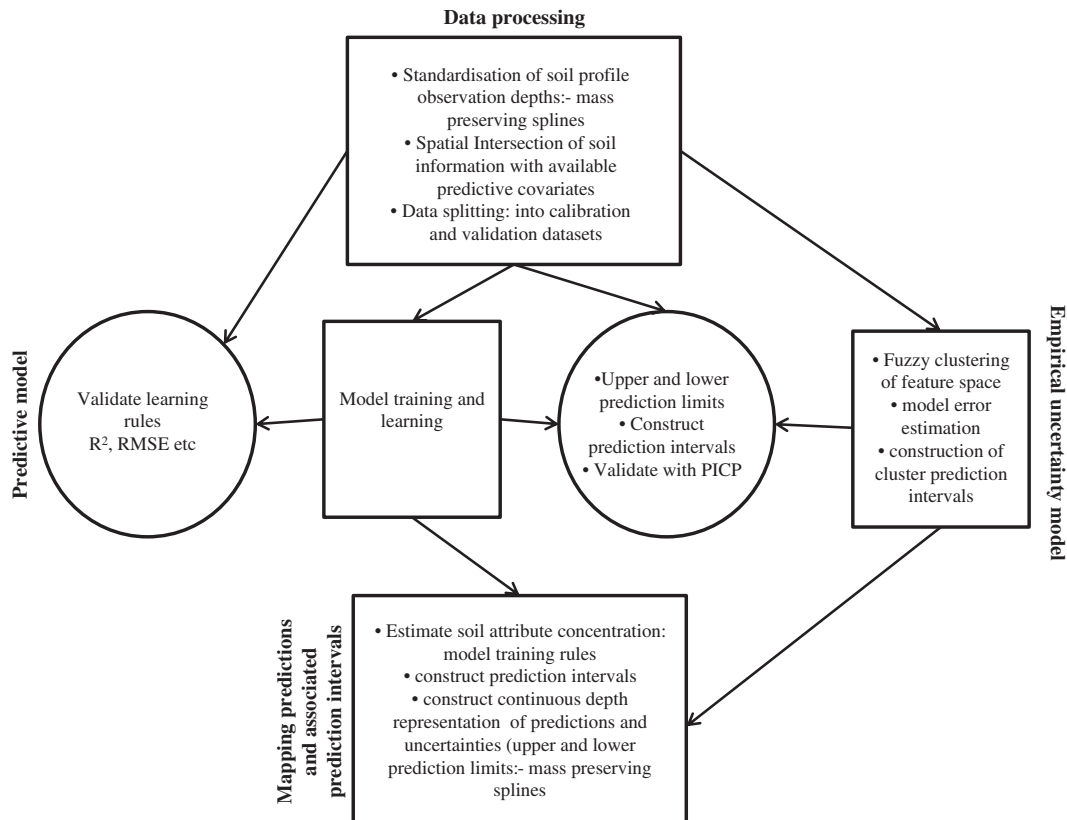 Data processing
• Standardisation of soil profile
observation depths:- mass
preserving splines
• Spatial Intersection of soil
information with available
predictive covariates
• Data splitting: into calibration
and validation datasets
Predictive model
Validate learning
rules
R², RMSE etc
Model training and
learning
•Upper and lower
prediction limits
• Construct
prediction intervals
• Validate with PICP
• Fuzzy clustering
of feature space
• model error
estimation
• construction of
cluster prediction
intervals
Empirical uncertainty model
Mapping predictions
and associated
prediction intervals
• Estimate soil attribute concentration:
model training rules
• construct prediction intervals
• construct continuous depth
representation of predictions and
uncertainties (upper and lower
prediction limits:- mass preserving
splines